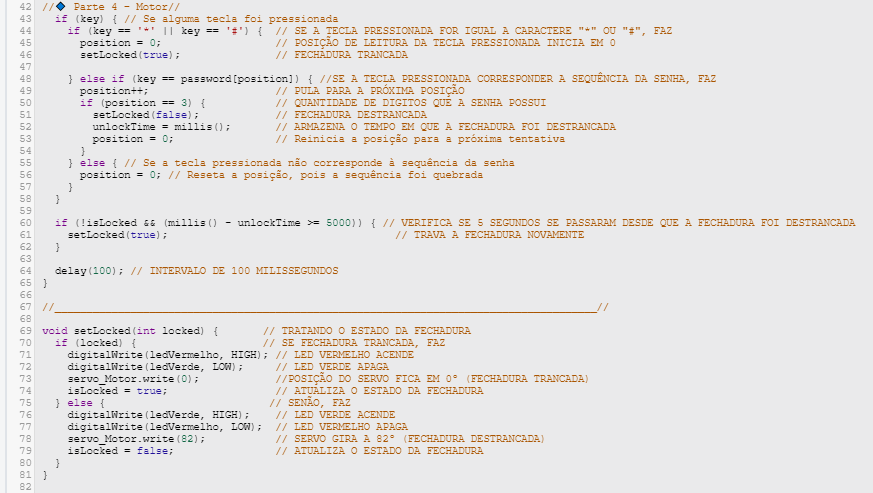 42 //◆ Parte 4 - Motor//
43 if (key) { // Se alguma tecla foi pressionada
44 if (key == '*' || key == '#') { // SE A TECLA PRESSIONADA FOR IGUAL A CARACTERE "*" OU "#", FAZ
45 position = 0; // POSIÇÃO DE LEITURA DA TECLA PRESSIONADA INICIA EM 0
46 setLocked(true); // FECHADURA TRANCADA
47
48 } else if (key == password[position]) { //SE A TECLA PRESSIONADA CORRESPONDER A SEQUÊNCIA DA SENHA, FAZ
49 position++; // PULA PARA A PRÓXIMA POSIÇÃO
50 if (position == 3) { // QUANTIDADE DE DIGITOS QUE A SENHA POSSUI
51 setLocked(false); // FECHADURA DESTRANCADA
52 unlockTime = millis(); // ARMAZENA O TEMPO EM QUE A FECHADURA FOI DESTRANCADA
53 position = 0; // Reinicia a posição para a próxima tentativa
54 }
55 } else { // Se a tecla pressionada não corresponde à sequência da senha
56 position = 0; // Reseta a posição, pois a sequência foi quebrada
57 }
58 }
59
60 if (!isLocked && (millis() - unlockTime >= 5000)) { // VERIFICA SE 5 SEGUNDOS SE PASSARAM DESDE QUE A FECHADURA FOI DESTRANCADA
61 setLocked(true); // TRAVA A FECHADURA NOVAMENTE
62 }
63
64 delay(100); // INTERVALO DE 100 MILISSEGUNDOS
65 }
66
67 //______________________________________________________________________________________//
68
69 void setLocked(int locked) { // TRATANDO O ESTADO DA FECHADURA
70 if (locked) { // SE FECHADURA TRANCADA, FAZ
71 digitalWrite(ledVermelho, HIGH); // LED VERMELHO ACENDE
72 digitalWrite(ledVerde, LOW); // LED VERDE APAGA
73 servo_Motor.write(0); //POSIÇÃO DO SERVO FICA EM 0° (FECHADURA TRANCADA)
74 isLocked = true; // ATUALIZA O ESTADO DA FECHADURA
75 } else { // SENÃO, FAZ
76 digitalWrite(ledVerde, HIGH); // LED VERDE ACENDE
77 digitalWrite(ledVermelho, LOW); // LED VERMELHO APAGA
78 servo_Motor.write(82); // SERVO GIRA A 82° (FECHADURA DESTRANCADA)
79 isLocked = false; // ATUALIZA O ESTADO DA FECHADURA
80 }
81 }
82